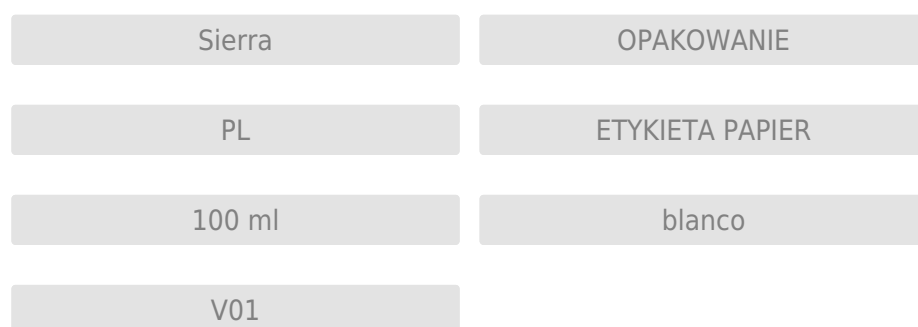 Sierra
OPAKOWANIE
PL
ETYKIETA PAPIER
100 ml
blanco
V01